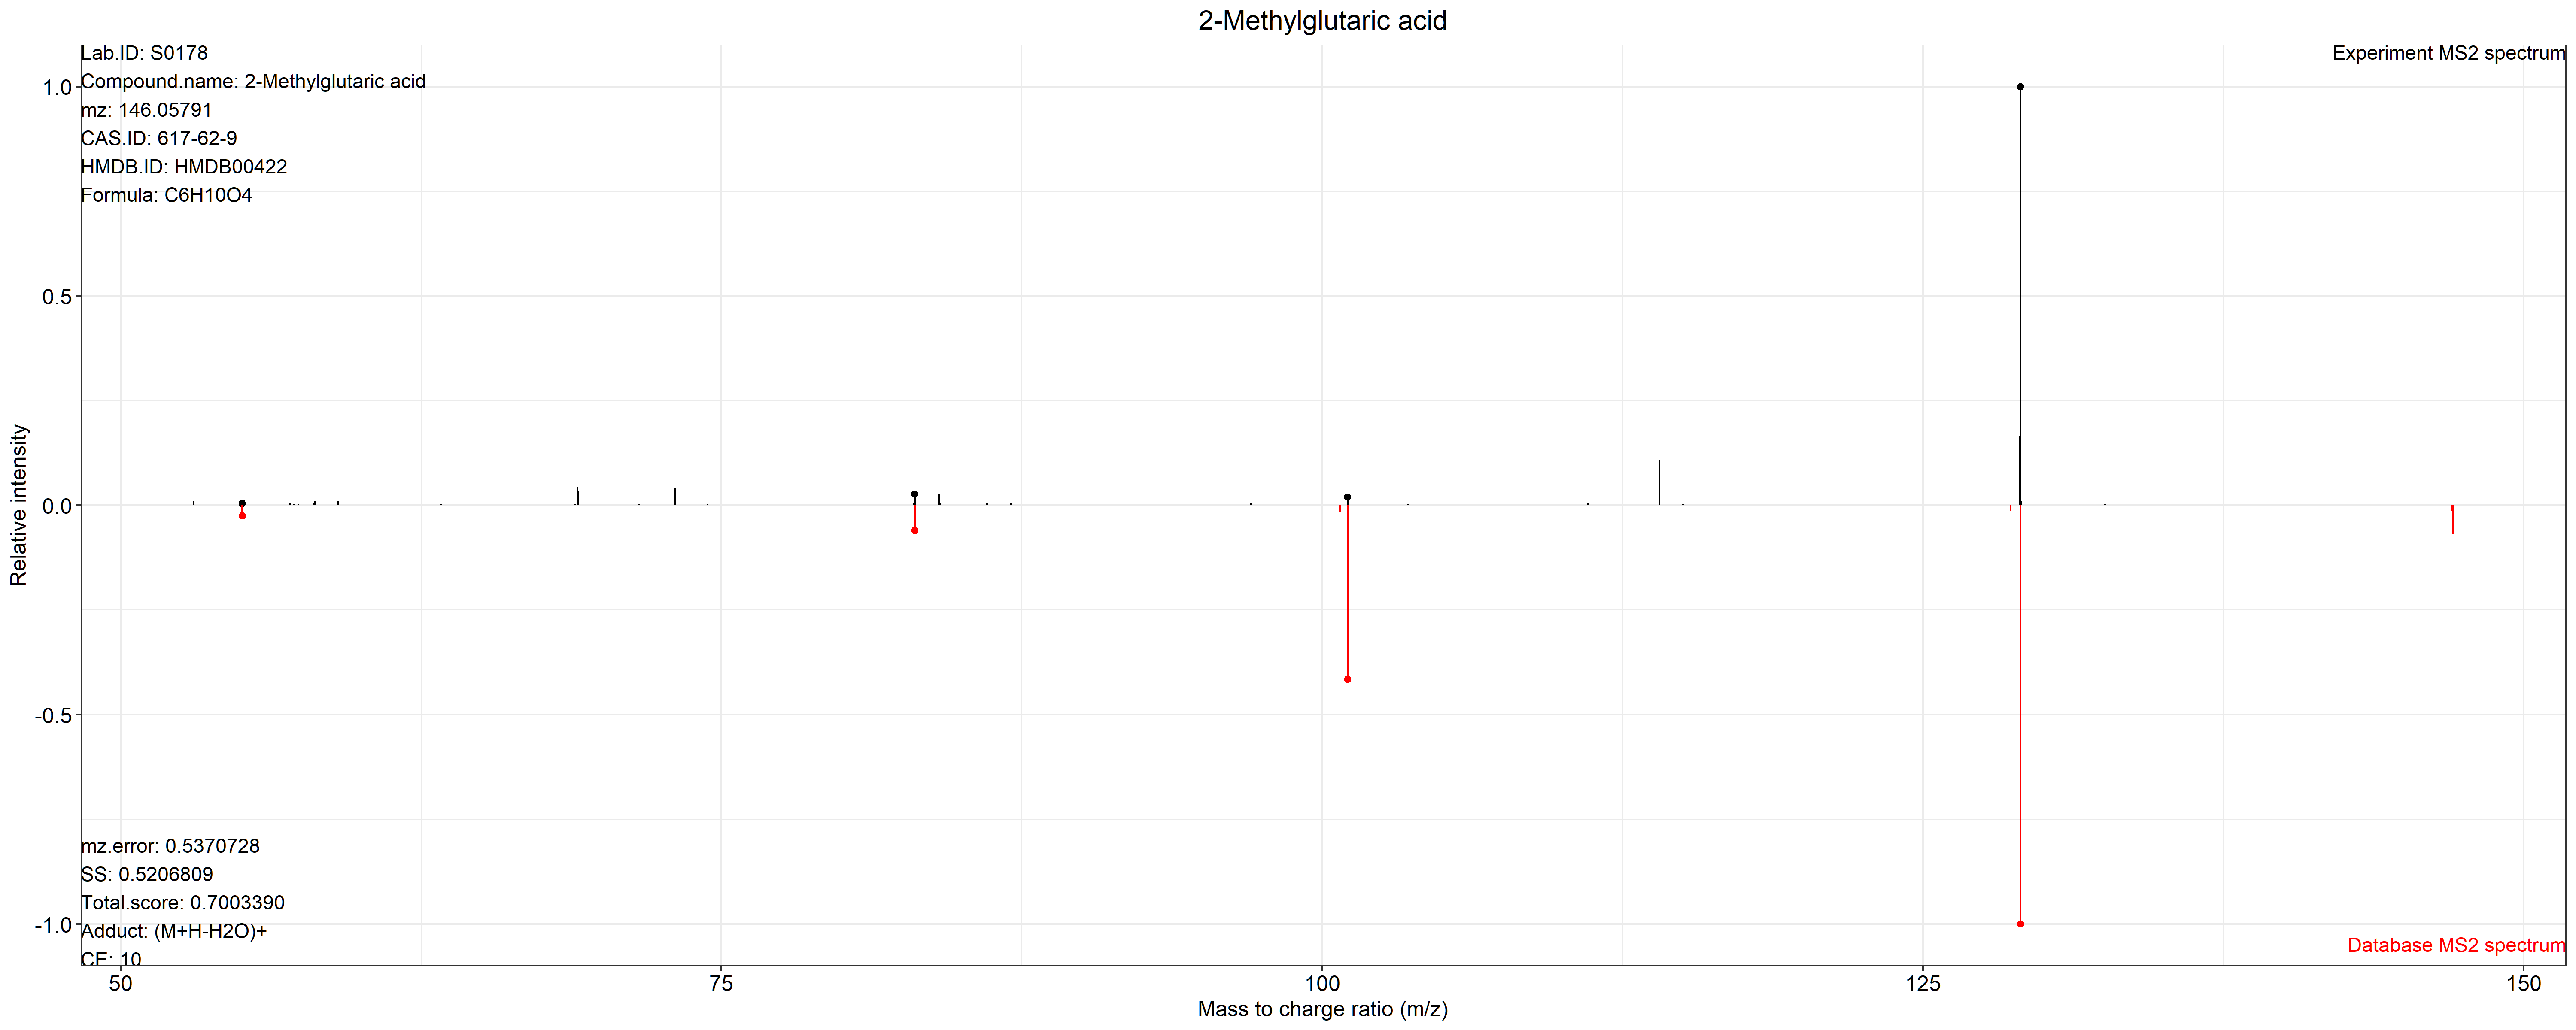 2-Methylglutaric acid
Lab.ID: S0178
Experiment MS2 spectrum
Compound.name: 2-Methylglutaric acid
mz: 146.05791
CAS.ID: 617-62-9
HMDB.ID: HMDB00422
Formula: C6H10O4
1.0
0.5
0.0
-0.5
-1.0
Relative intensity
mz.error: 0.5370728
SS: 0.5206809
Total.score: 0.7003390
Adduct: (M+H-H2O)+
CE: 10
Database MS2 spectrum
50 75 100 125 150
Mass to charge ratio (m/z)